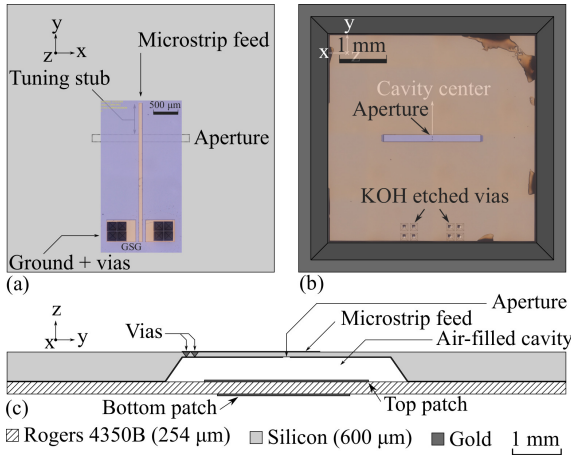 y
z x
Microstrip feed
Tuning stub
500 μm
Aperture
GSG
Ground + vias
(a)
y
x z
1 mm
Cavity center
Aperture
KOH etched vias
(b)
z
x y
Vias
Aperture
Microstrip feed
Air-filled cavity
(c)
Bottom patch
Top patch
Rogers 4350B (254 μm) Silicon (600 μm) Gold 1 mm